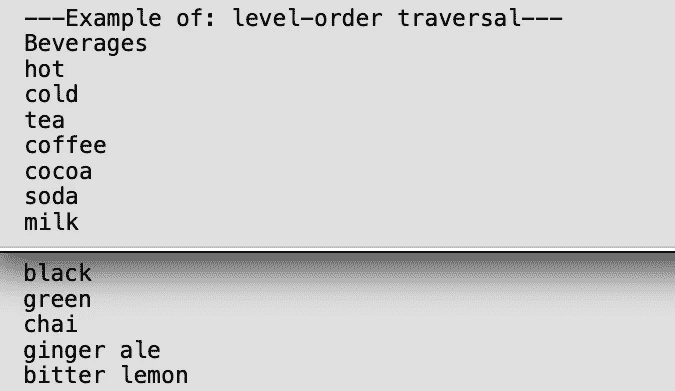 ---Example of: level-order traversal---
Beverages
hot
cold
tea
coffee
cocoa
soda
milk
black
green
chai
ginger ale
bitter lemon